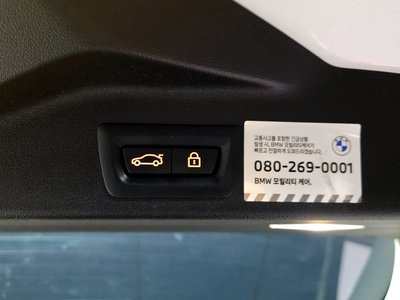 교통사고를 포함한 긴급상황
발생 시, BMW 모빌리티케어가
빠르고 친절하게 도와드리겠습니다.
080-269-0001
BMW 모빌리티 케어.